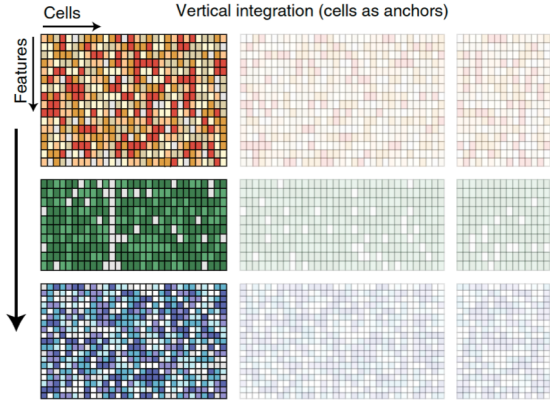 Cells
Vertical integration (cells as anchors)
Features